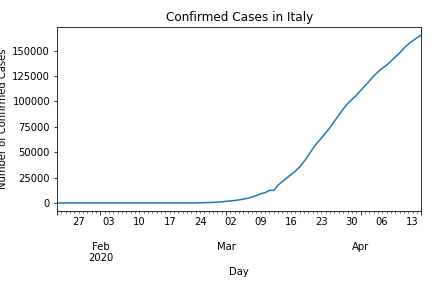 Confirmed Cases in Italy
Number of Confirmed Cases
150000
125000
100000
75000
50000
25000
0
27 03 10 17 24 02 09 16 23 30 06 13
Feb Mar Apr
2020
Day